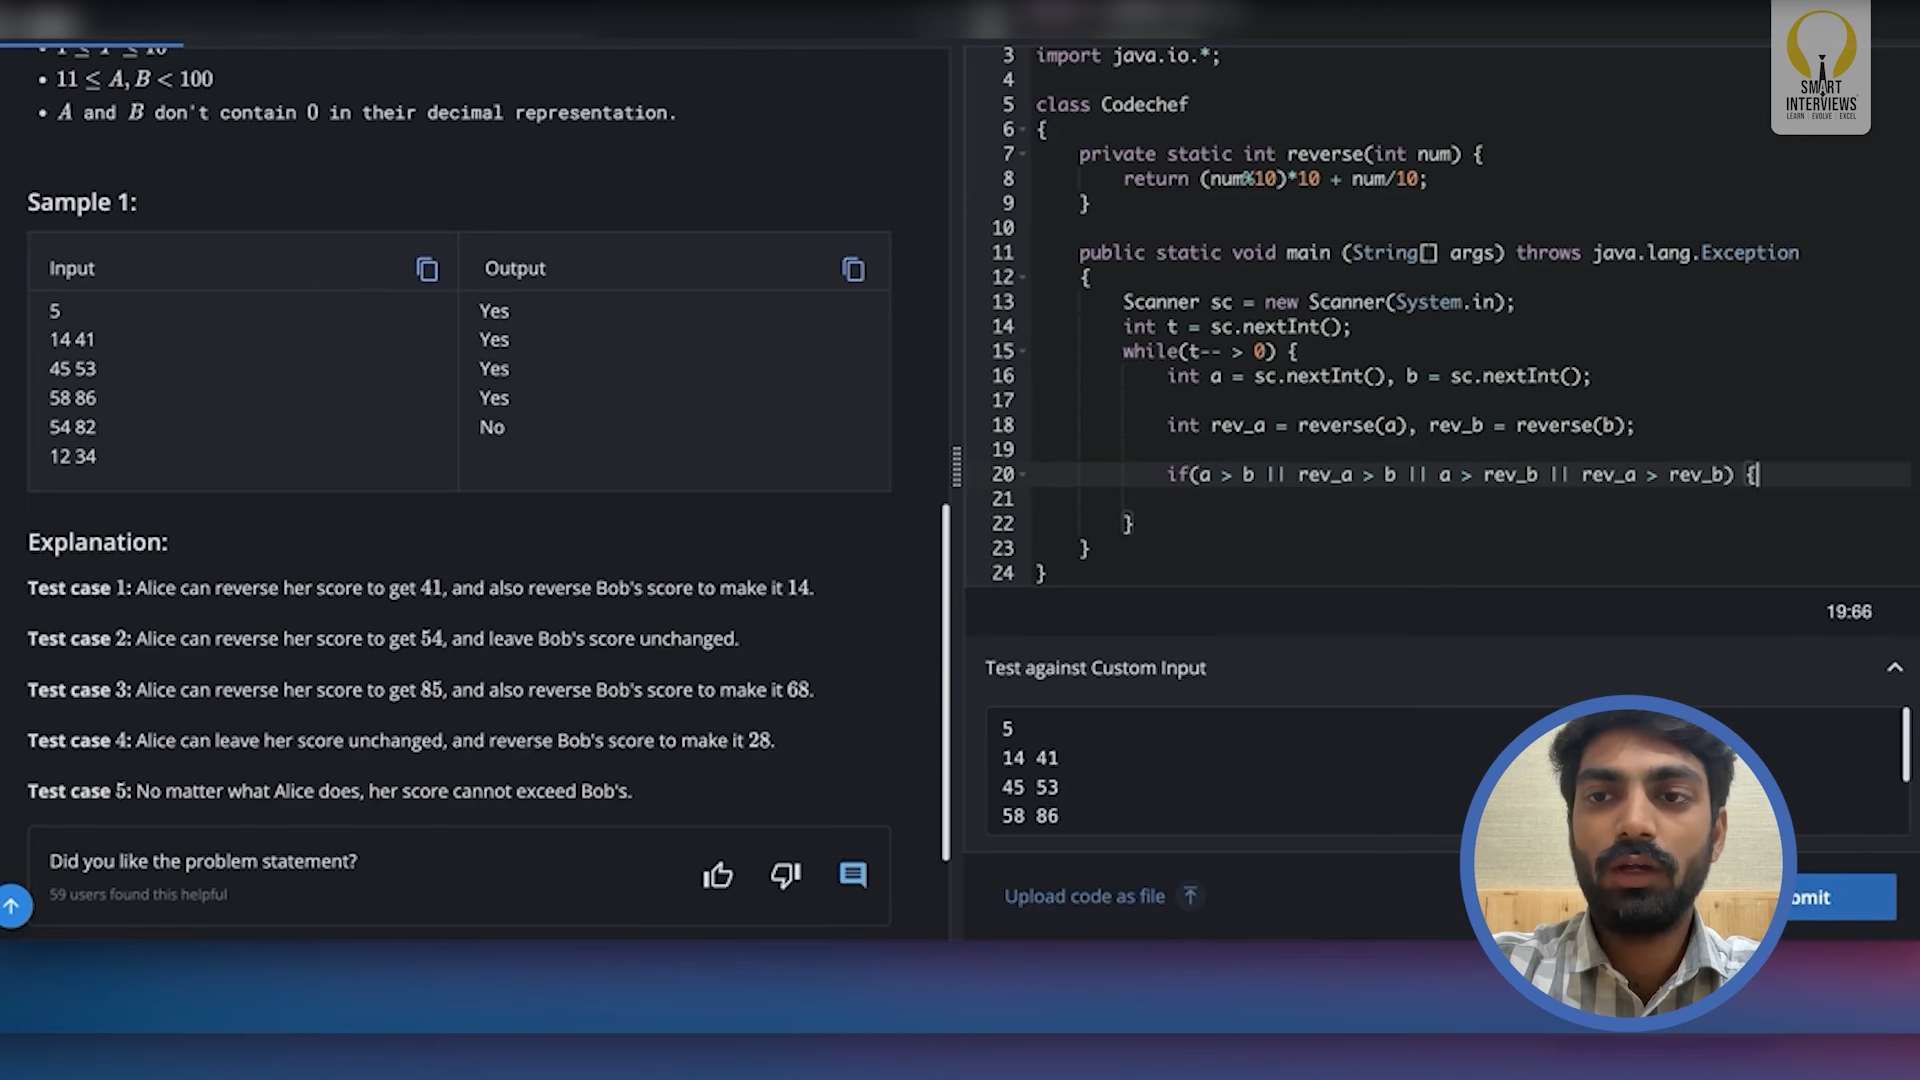 • 1 ≤ T ≤ 10
• 11 ≤ A, B < 100
• A and B don't contain 0 in their decimal representation.
Sample 1:
Input
Output
5
14 41
45 53
58 86
54 82
12 34
Yes
Yes
Yes
Yes
No
Explanation:
Test case 1: Alice can reverse her score to get 41, and also reverse Bob's score to make it 14.
Test case 2: Alice can reverse her score to get 54, and leave Bob's score unchanged.
Test case 3: Alice can reverse her score to get 85, and also reverse Bob's score to make it 68.
Test case 4: Alice can leave her score unchanged, and reverse Bob's score to make it 28.
Test case 5: No matter what Alice does, her score cannot exceed Bob's.
Did you like the problem statement?
59 users found this helpful
3 import java.io.*;
4
5 class Codechef
6 {
7 private static int reverse(int num) {
8 return (num%10)*10 + num/10;
9 }
10
11 public static void main (String[] args) throws java.lang.Exception
12 {
13 Scanner sc = new Scanner(System.in);
14 int t = sc.nextInt();
15 while(t-- > 0) {
16 int a = sc.nextInt(), b = sc.nextInt();
17
18 int rev_a = reverse(a), rev_b = reverse(b);
19
20 if(a > b || rev_a > b || a > rev_b || rev_a > rev_b) {
21
22 }
23 }
24 }
19:66
Test against Custom Input
5
14 41
45 53
58 86
Upload code as file
omit
SMART
INTERVIEWS
LEARN | EVOLVE | EXCEL